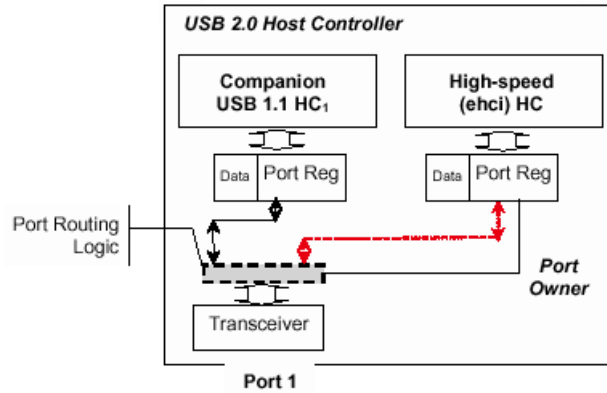 USB 2.0 Host Controller
Companion
USB 1.1 HC₁
High-speed
(ehci) HC
Data
Port Reg
Data
Port Reg
Port Routing
Logic
Port
Owner
Transceiver
Port 1